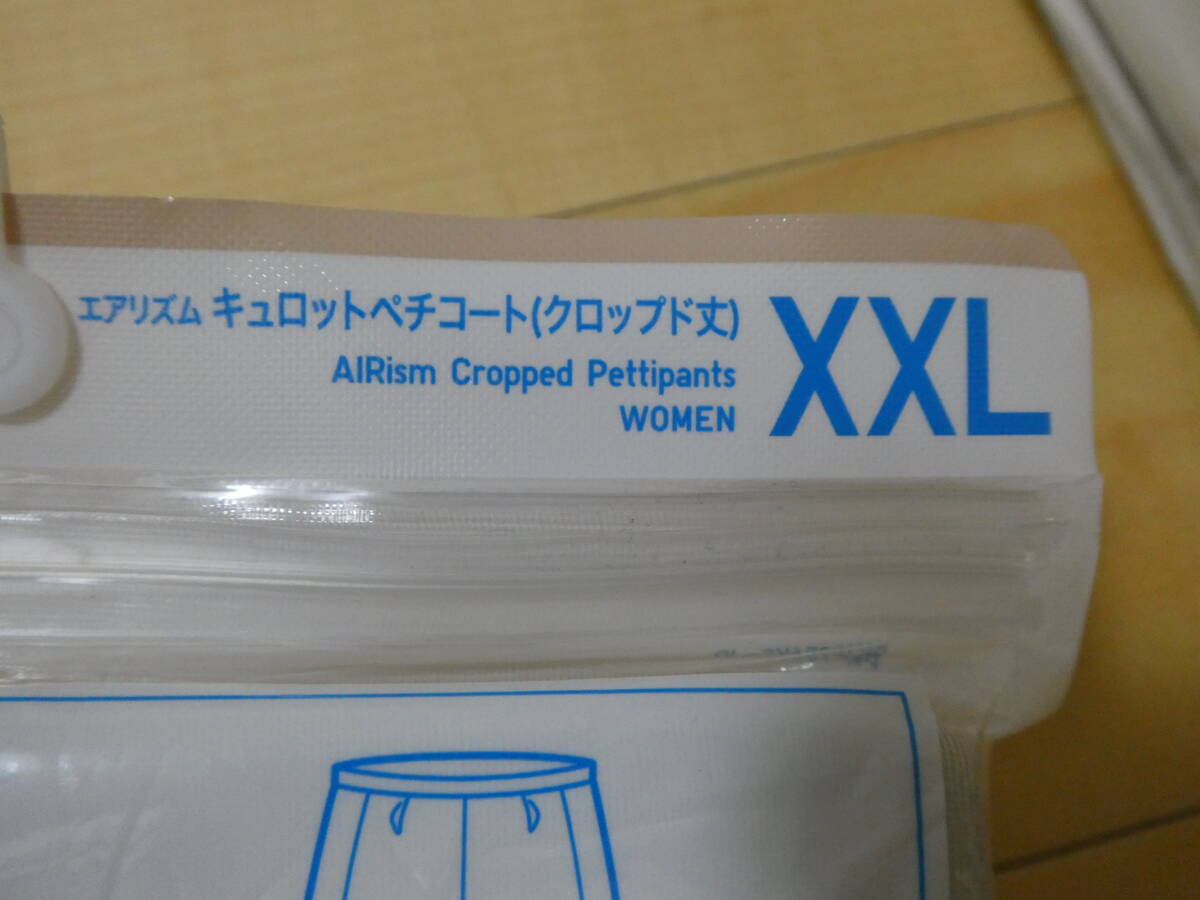 エアリズム キュロットペチコート(クロップド丈)
AIRism Cropped Pettipants
WOMEN
XXL